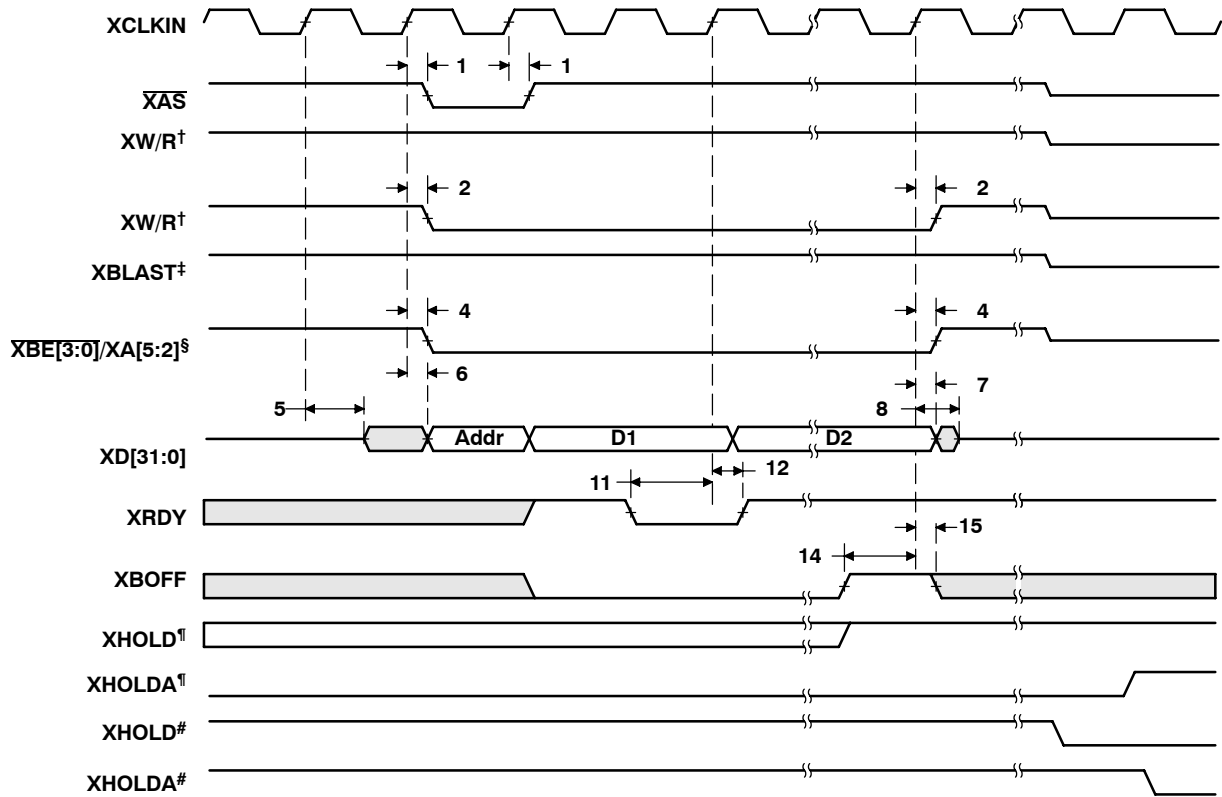 XCLKIN
1 1
XAS
XW/R†
2 2
XW/R†
XBLAST‡
4 4
XBE[3:0]/XA[5:2]§
6 7
5 8
Addr D1 D2
XD[31:0]
11 12
XRDY
15
14
XBOFF
XHOLD¶
XHOLDA¶
XHOLD#
XHOLDA#